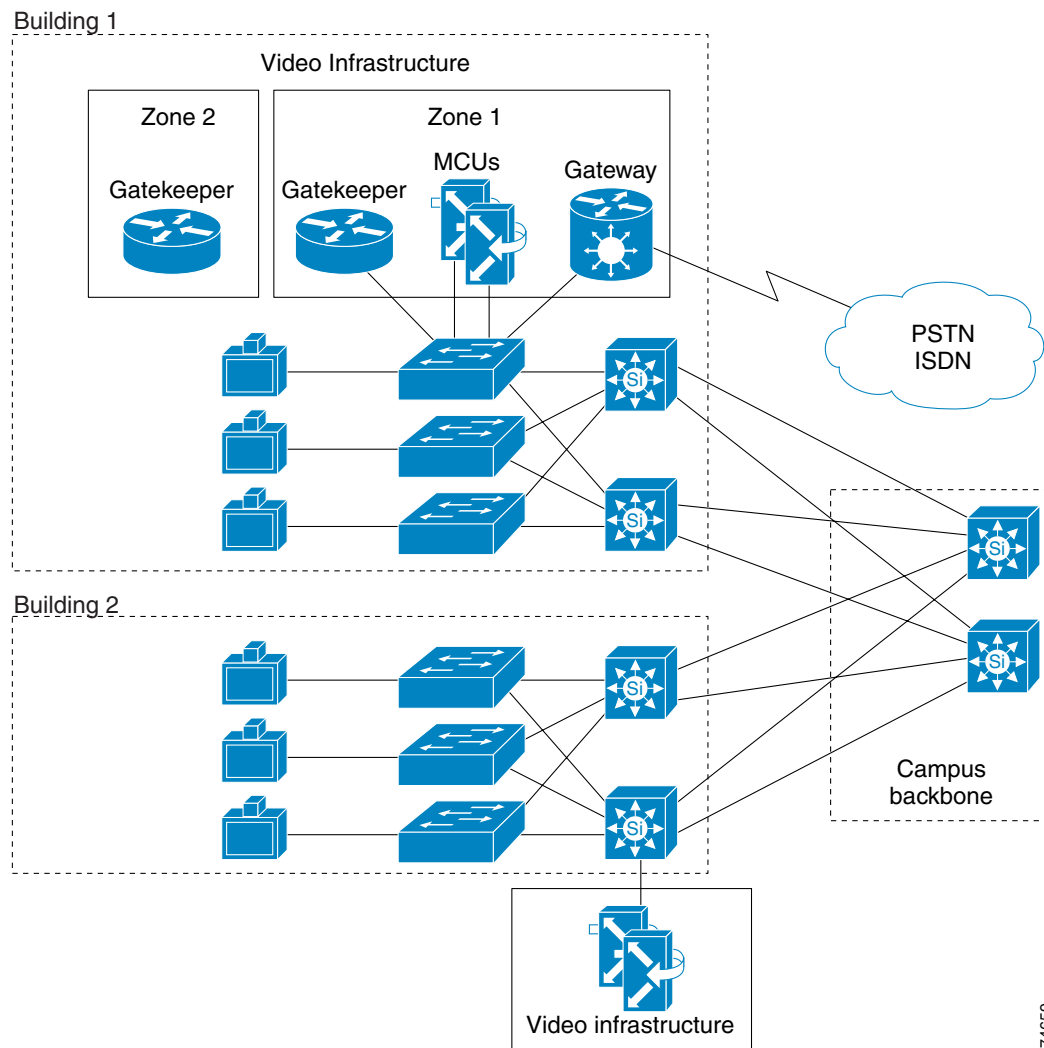 Building 1
Video Infrastructure
Zone 2
Zone 1
MCUs
Gatekeeper
Gatekeeper
Gateway
PSTN
ISDN
Si
Si
Si
Building 2
Si
Si
Si
Campus
backbone
Video infrastructure